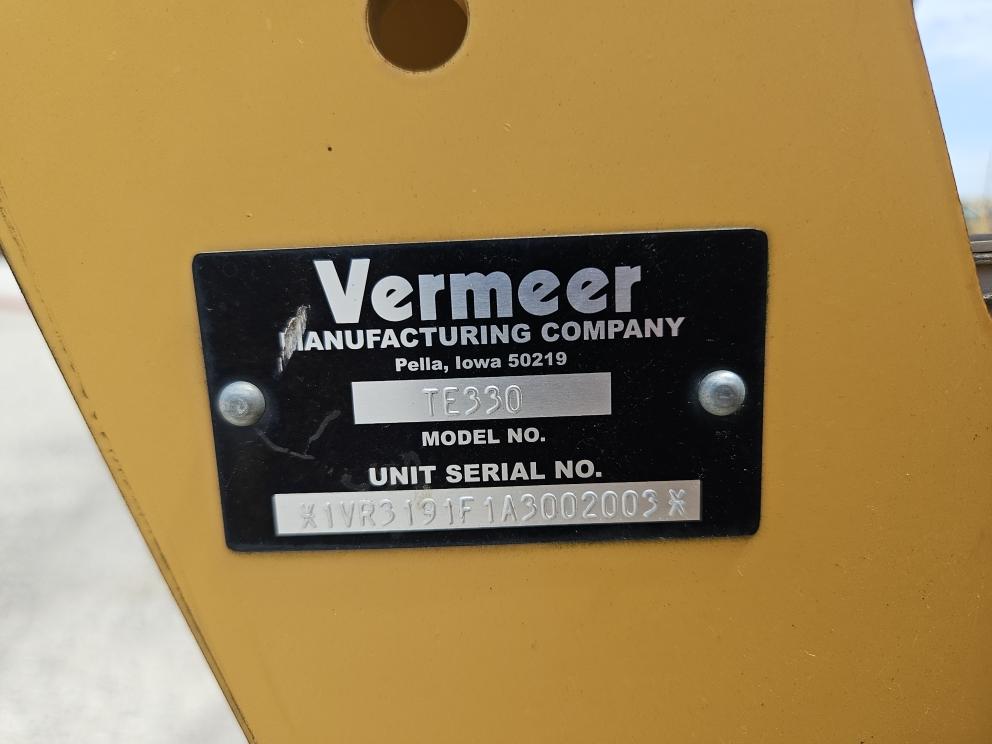 Vermeer
MANUFACTURING COMPANY
Pella, Iowa 50219
TE330
MODEL NO.
UNIT SERIAL NO.
*1VR3191F1A3002003*